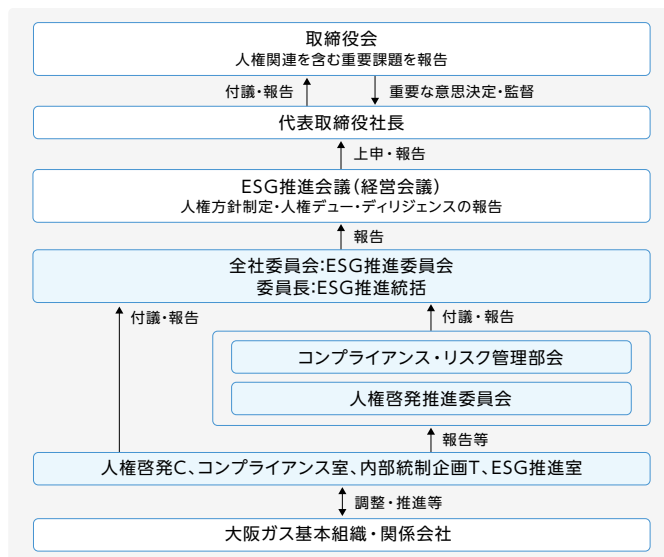 取締役会
人権関連を含む重要課題を報告
付議・報告
重要な意思決定・監督
代表取締役社長
上申・報告
ESG推進会議(経営会議)
人権方針制定・人権デュー・ディリジェンスの報告
報告
全社委員会:ESG推進委員会
委員長:ESG推進統括
付議・報告
付議・報告
コンプライアンス・リスク管理部会
人権啓発推進委員会
報告等
人権啓発C、コンプライアンス室、内部統制企画T、ESG推進室
調整・推進等
大阪ガス基本組織・関係会社